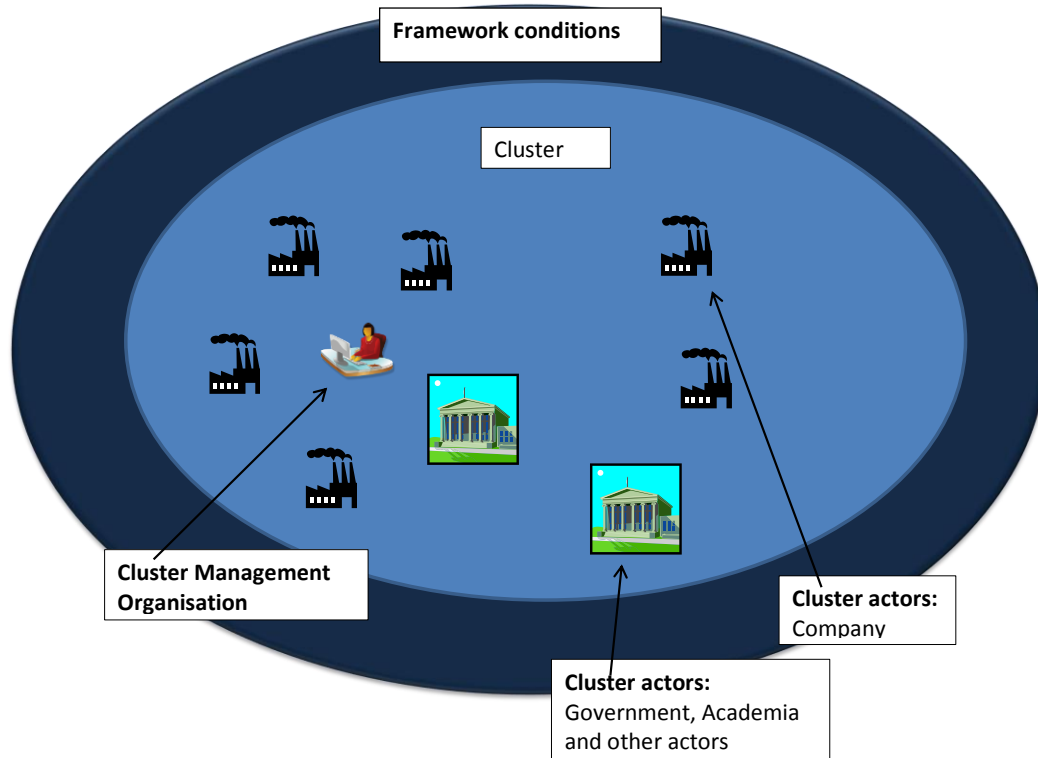 Framework conditions
Cluster
Cluster Management
Organisation
Cluster actors:
Company
Cluster actors:
Government, Academia
and other actors